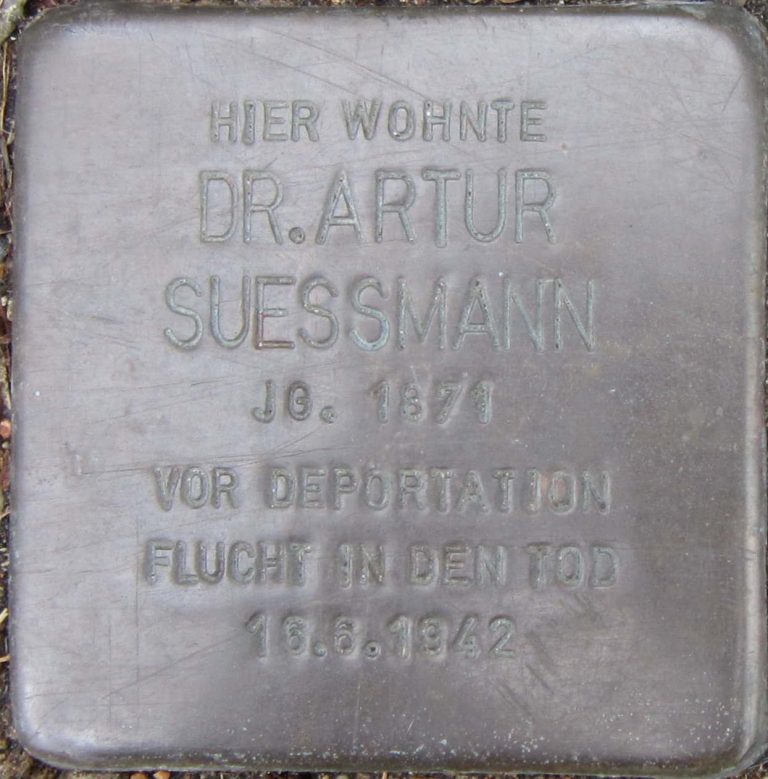 HIER WOHNTE
DR. ARTUR
SUESSMANN
JG. 1871
VOR DEPORTATION
FLUCHT IN DEN TOD
16.6.1942